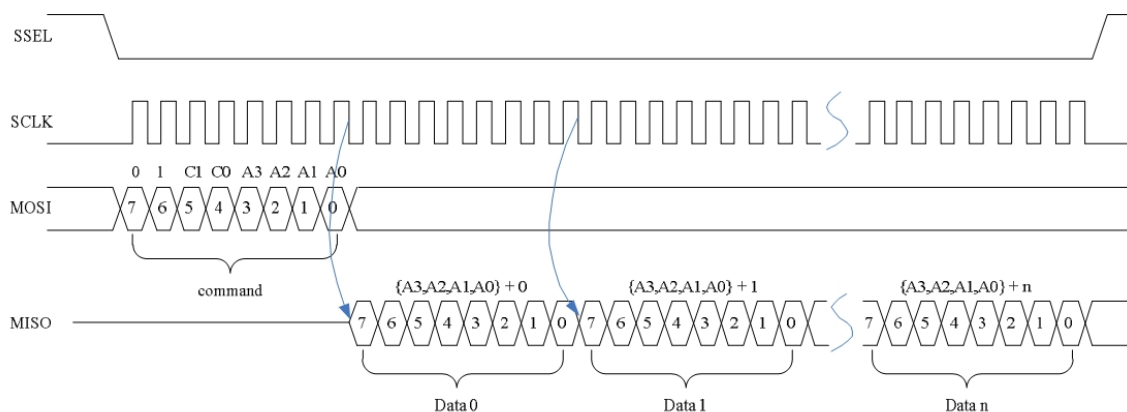 SSEL
SCLK
0 1 C1 C0 A3 A2 A1 A0
MOSI
7 6 5 4 3 2 1 0
command
{A3,A2,A1,A0} + 0
{A3,A2,A1,A0} + 1
{A3,A2,A1,A0} + n
MISO
7 6 5 4 3 2 1 0 7 6 5 4 3 2 1 0 7 6 5 4 3 2 1 0
Data 0
Data 1
Data n